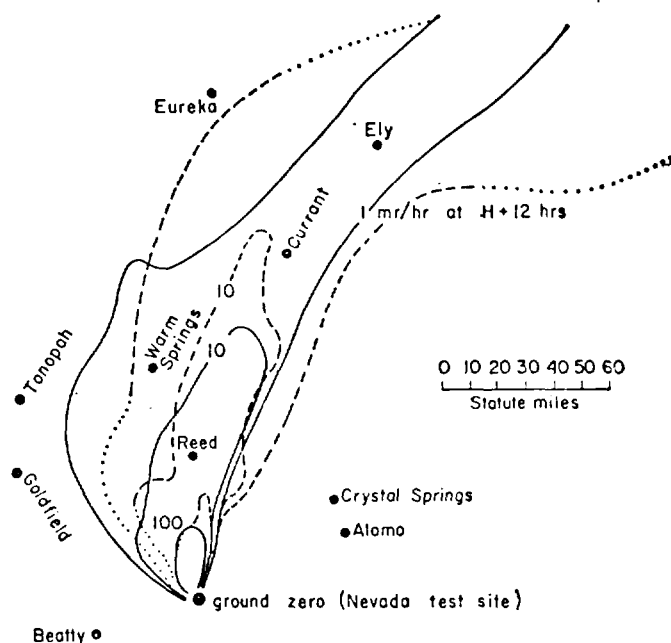 Eureka
Ely
1 mr/hr at H + 12 hrs
Currant
10
Warm
Springs
10
Tonopah
0 10 20 30 40 50 60
Statute miles
Reed
Goldfield
Crystal Springs
100
Atamo
ground zero (Nevada test site)
Beatty